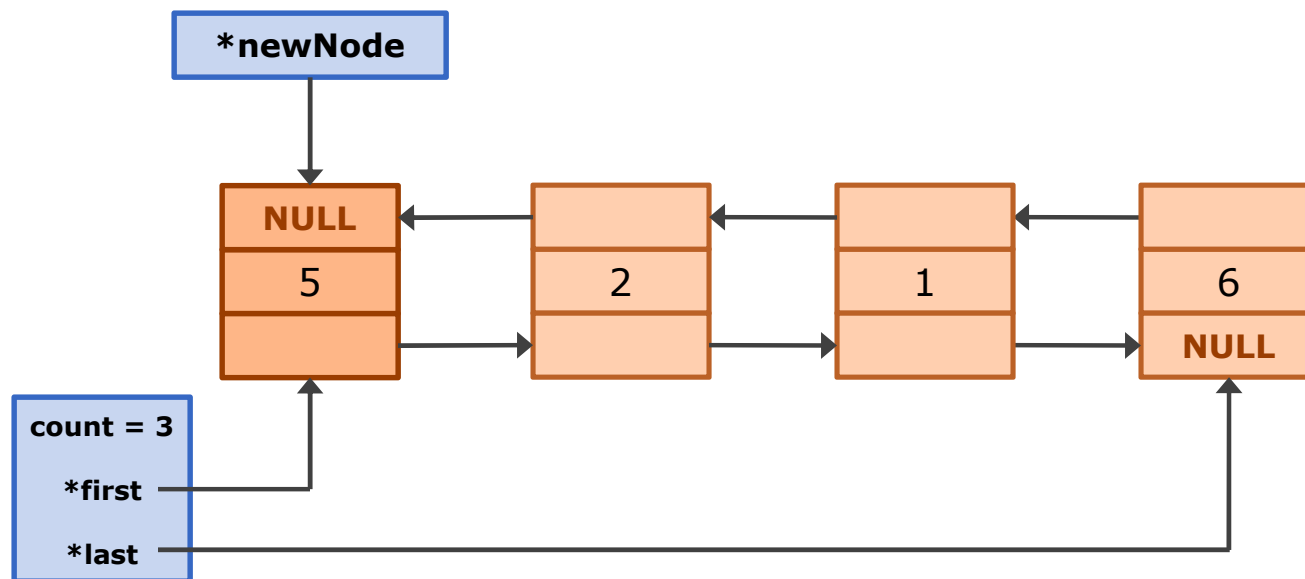 *newNode
NULL
5
2
1
6
NULL
count = 3
*first
*last